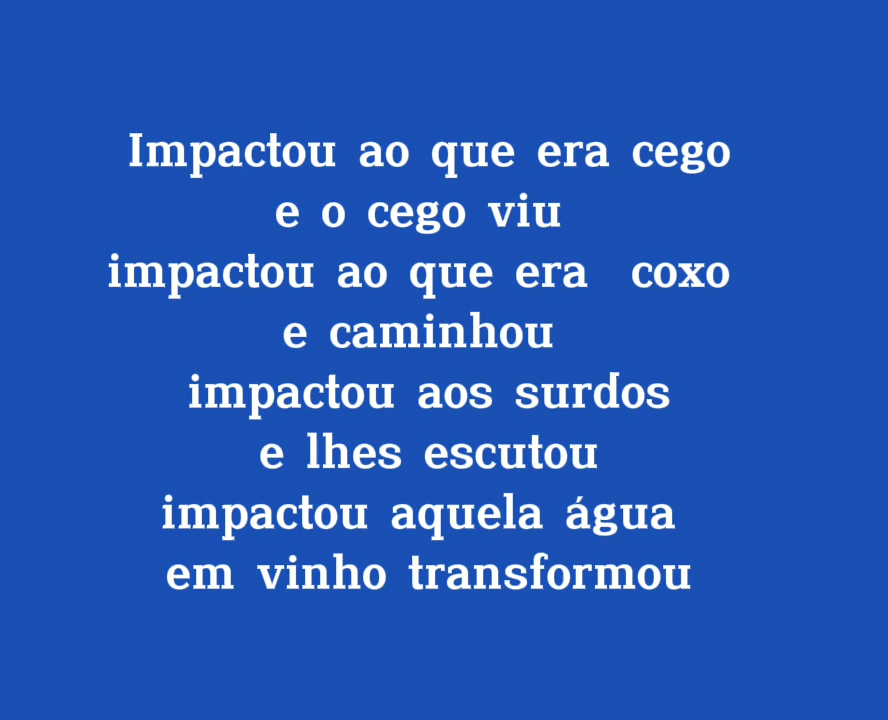 Impactou ao que era cego
e o cego viu
impactou ao que era coxo
e caminhou
impactou aos surdos
e lhes escutou
impactou aquela água
em vinho transformou